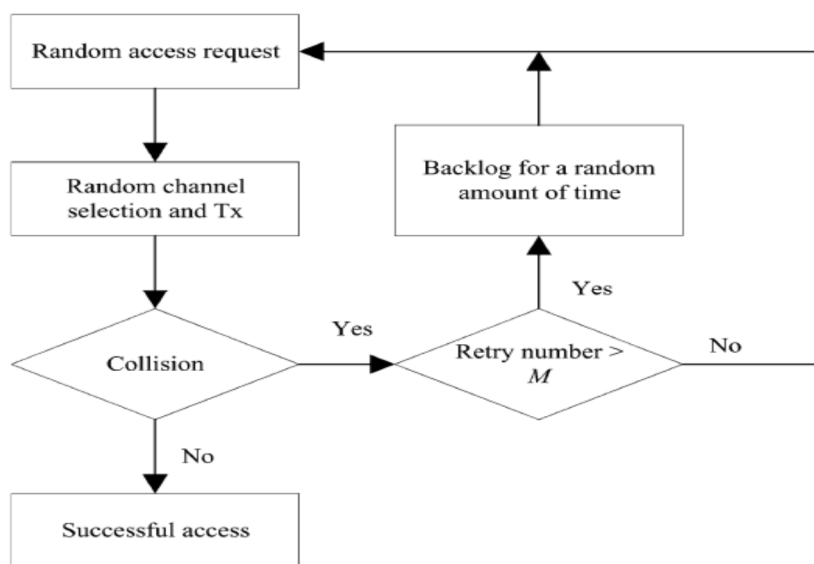 Random access request
Random channel
selection and Tx
Backlog for a random
amount of time
Yes
Collision
Yes
Retry number >
M
No
No
Successful access